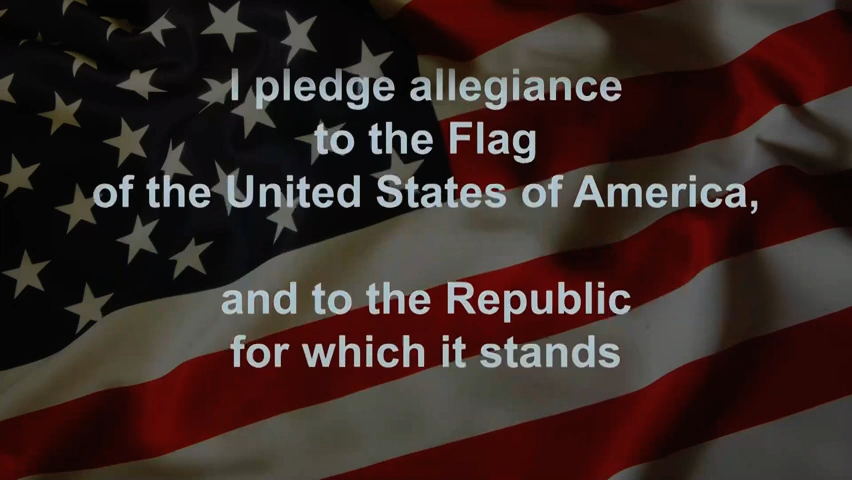 I pledge allegiance
to the Flag
of the United States of America,
and to the Republic
for which it stands